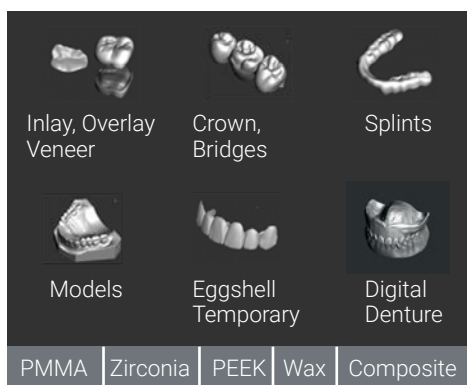 Inlay, Overlay
Veneer
Crown,
Bridges
Splints
Models
Eggshell
Temporary
Digital
Denture
PMMA
Zirconia
PEEK
Wax
Composite